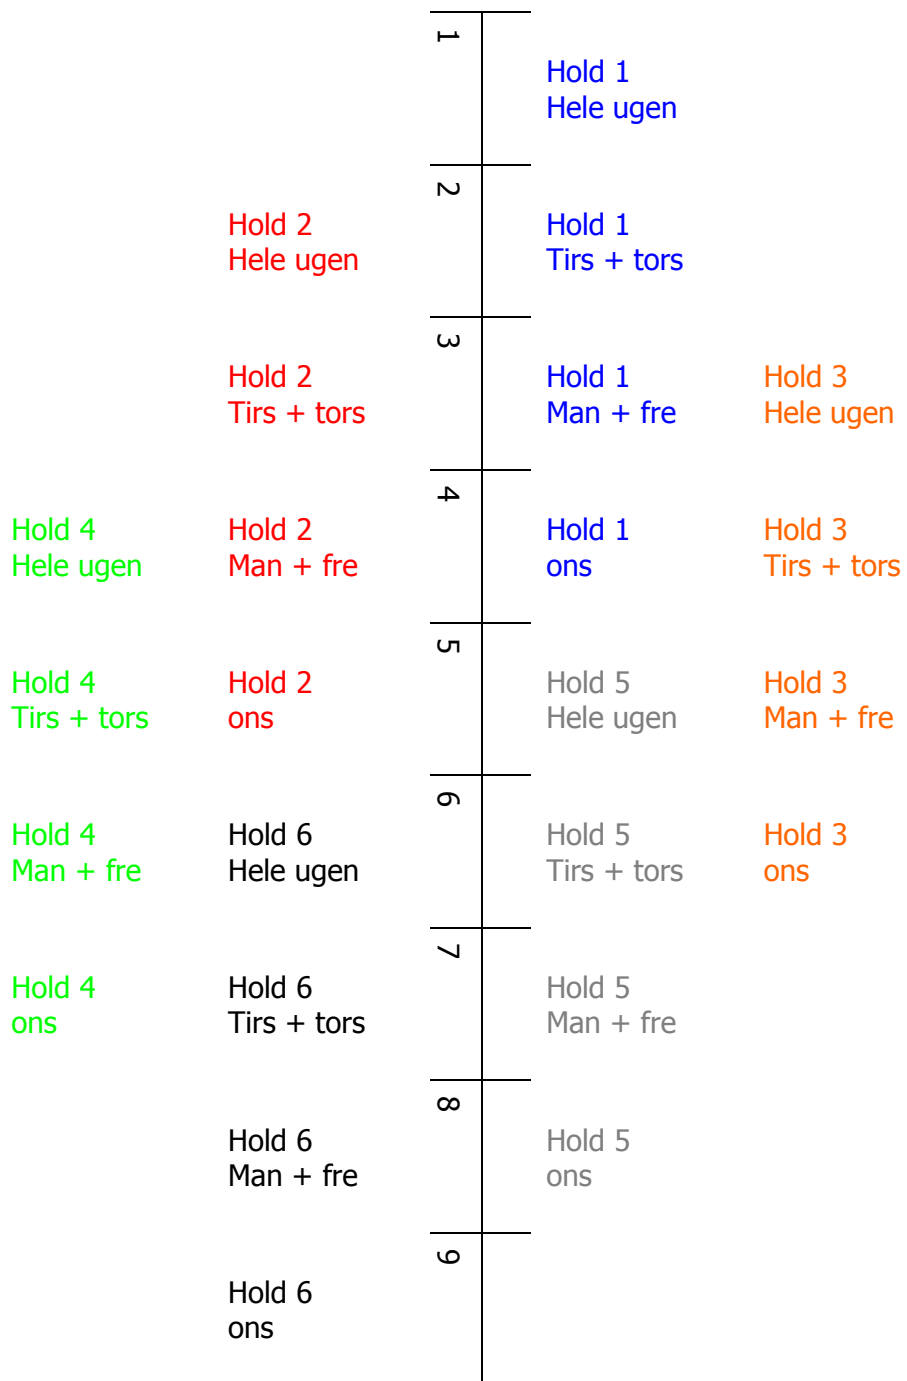 1
Hold 1
Hele ugen
2
Hold 2
Hele ugen
Hold 1
Tirs + tors
3
Hold 2
Tirs + tors
Hold 1
Man + fre
Hold 3
Hele ugen
4
Hold 4
Hele ugen
Hold 2
Man + fre
Hold 1
ons
Hold 3
Tirs + tors
5
Hold 4
Tirs + tors
Hold 2
ons
Hold 5
Hele ugen
Hold 3
Man + fre
6
Hold 4
Man + fre
Hold 6
Hele ugen
Hold 5
Tirs + tors
Hold 3
ons
7
Hold 4
ons
Hold 6
Tirs + tors
Hold 5
Man + fre
8
Hold 6
Man + fre
Hold 5
ons
9
Hold 6
ons